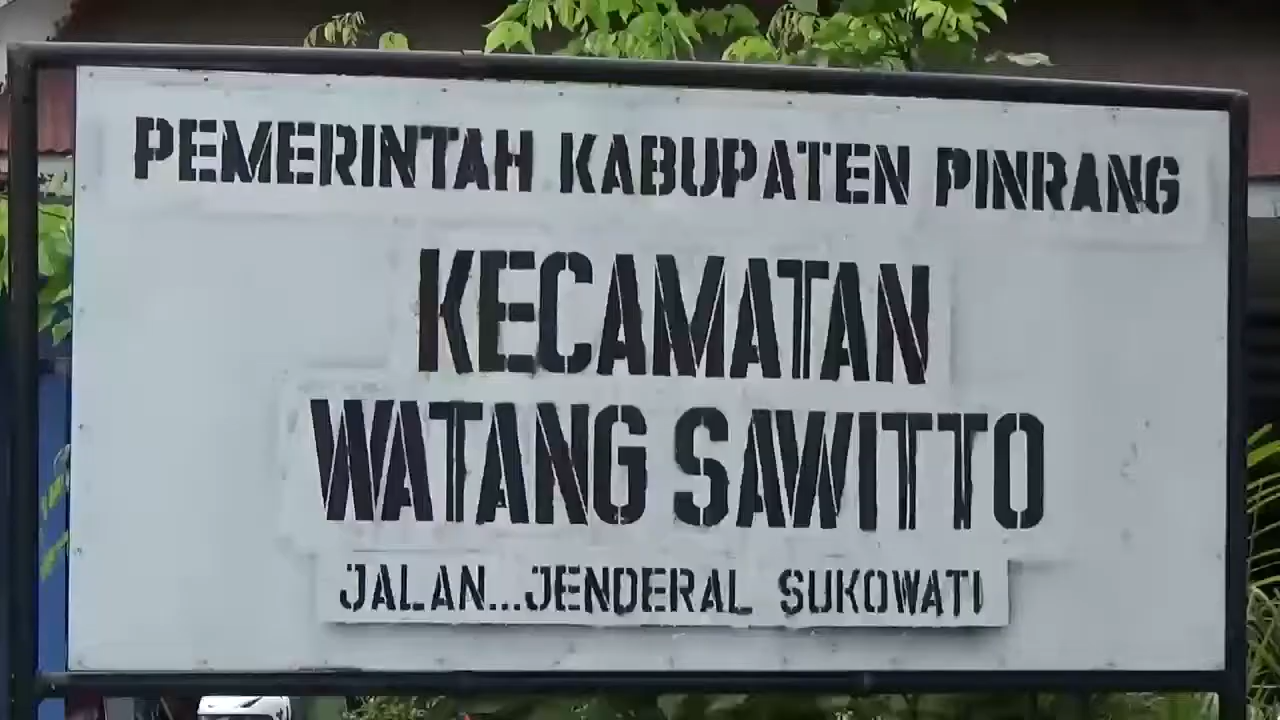 PEMERINTAH KABUPATEN PINRANG
KECAMATAN
WATANG SAWITTO
JALAN...JENDERAL SUKOWATI